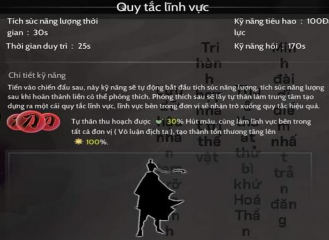 Quy tắc lĩnh vực
Tích súc năng lượng thời gian : 30s
Kỹ năng tiêu hao : 100Đ lực
Thời gian duy trì : 25s
Kỹ năng hồi : 170s
Chi tiết kỹ năng
Tiến vào chiến đấu sau, này kỹ năng sẽ tự động bắt đầu tích súc năng lượng, tích súc năng
lượng sau khi hoàn thành liền có thể phóng thích. Phóng thích sau sẽ lấy tự thân làm trung tâm tạo
dựng ra một cái quy tắc lĩnh vực, lĩnh vực bên trong đơn vị sẽ nhận trở xuống quy tắc hiệu quả.
Tự thân thu hoạch được 30% Hút máu, cùng làm lĩnh vực bên trong
tất cả đơn vị ( Vô luận địch ta ), tạo thành tổn thương tăng lên
100%.